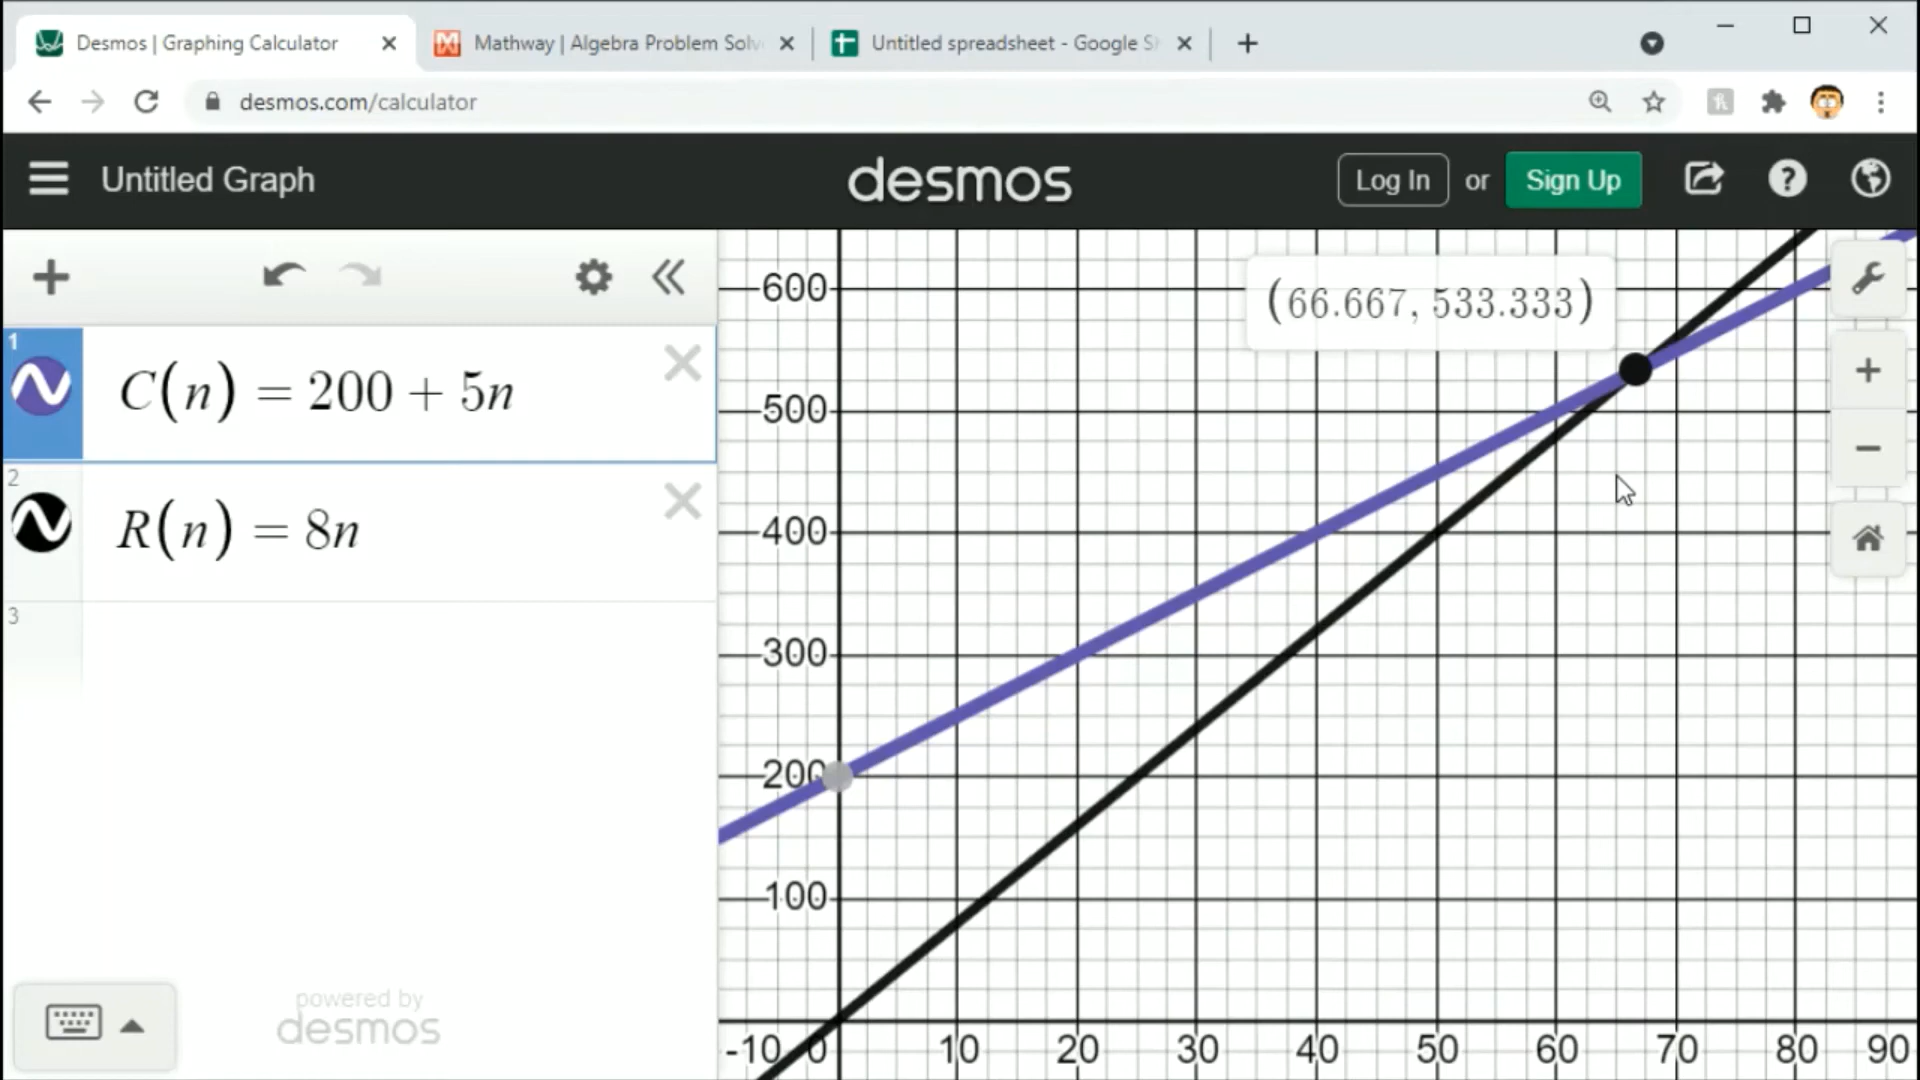 Desmos | Graphing Calculator
Mathway | Algebra Problem Solv
Untitled spreadsheet - Google Sh
desmos.com/calculator
Untitled Graph
desmos
Log In or Sign Up
1
C(n) = 200 + 5n
2
R(n) = 8n
3
powered by
desmos
(66.667, 533.333)
600
500
400
300
200
100
-10 0 10 20 30 40 50 60 70 80 90